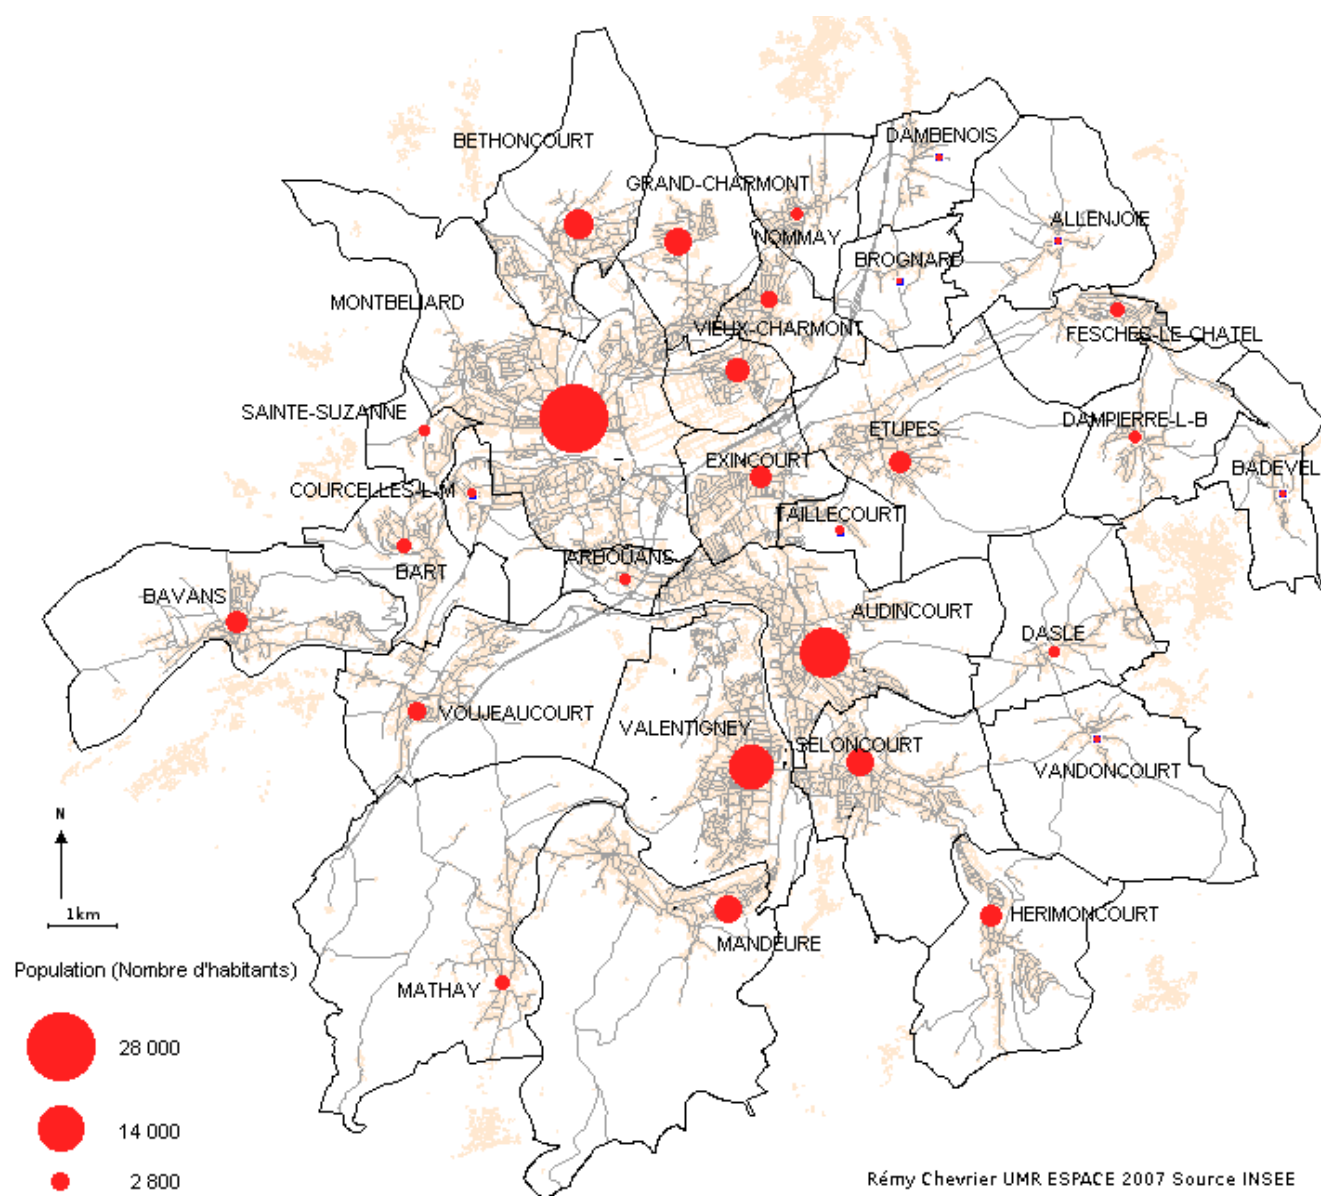 BETHONCOURT
DAMBENOIS
GRAND-CHARMONT
ALLENJOIE
NOMMAY
BROGNARD
MONTBELIARD
VIEUX-CHARMONT
FESCHES-LE-CHATEL
SAINTE-SUZANNE
DAMPIERRE-L-B
ETUPES
EXINCOURT
BADEVEL
COURCELLES-L-M
TAILLECOURT
ARBOUANS
BART
BAVANS
AUDINCOURT
DASLE
VOUJEAUCOURT
VALENTIGNEY
SELONCOURT
VANDONCOURT
N
1km
HERIMONCOURT
MANDEURE
Population (Nombre d'habitants)
MATHAY
28 000
14 000
2 800
Rémy Chevrier UMR ESPACE 2007 Source INSEE